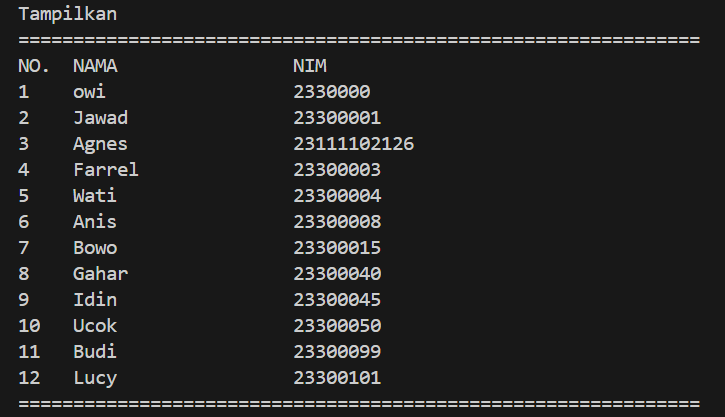 Tampilkan
==============================================================
NO. NAMA NIM
1 owi 2330000
2 Jawad 23300001
3 Agnes 23111102126
4 Farrel 23300003
5 Wati 23300004
6 Anis 23300008
7 Bowo 23300015
8 Gahar 23300040
9 Idin 23300045
10 Ucok 23300050
11 Budi 23300099
12 Lucy 23300101
==============================================================